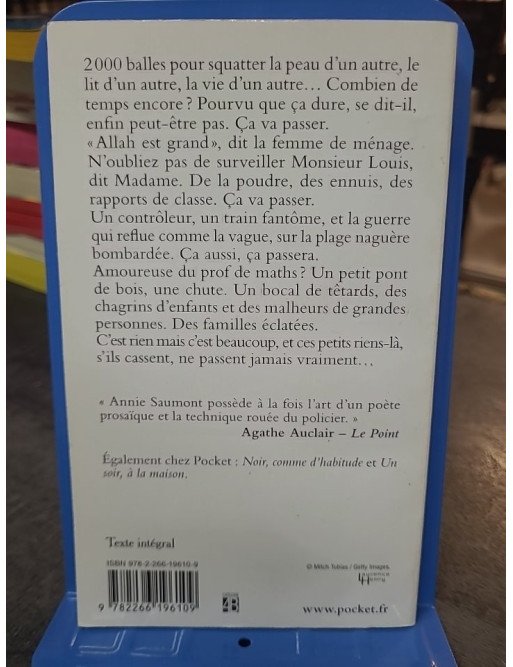 2 000 balles pour squatter la peau d'un autre, le
lit d'un autre, la vie d'un autre… Combien de
temps encore ? Pourvu que ça dure, se dit-il,
enfin peut-être pas. Ça va passer.
« Allah est grand », dit la femme de ménage.
N'oubliez pas de surveiller Monsieur Louis,
dit Madame. De la poudre, des ennuis, des
rapports de classe. Ça va passer.
Un contrôleur, un train fantôme, et la guerre
qui reflue comme la vague, sur la plage naguère
bombardée. Ça aussi, ça passera.
Amoureuse du prof de maths ? Un petit pont
de bois, une chute. Un bocal de têtards, des
chagrins d'enfants et des malheurs de grandes
personnes. Des familles éclatées.
C'est rien mais c'est beaucoup, et ces petits riens-là,
s'ils cassent, ne passent jamais vraiment…
« Annie Saumont possède à la fois l'art d'un poète
prosaïque et la technique rouée du policier. »
Agathe Auclair – Le Point
Également chez Pocket : Noir, comme d'habitude et Un
soir, à la maison.
Texte intégral
ISBN 978-2-266-19610-9
© Mitch Tobias / Getty Images.
9 782266 196109
www.pocket.fr